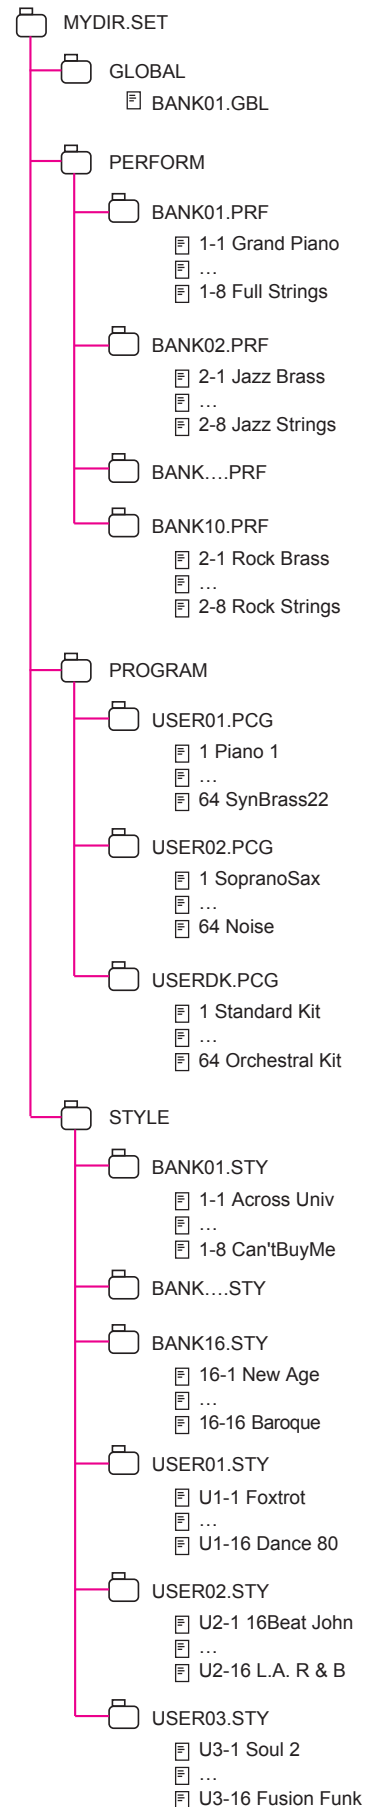 MYDIR.SET
GLOBAL
BANK01.GBL
PERFORM
BANK01.PRF
1-1 Grand Piano
…
1-8 Full Strings
BANK02.PRF
2-1 Jazz Brass
…
2-8 Jazz Strings
BANK….PRF
BANK10.PRF
2-1 Rock Brass
…
2-8 Rock Strings
PROGRAM
USER01.PCG
1 Piano 1
…
64 SynBrass22
USER02.PCG
1 SopranoSax
…
64 Noise
USERDK.PCG
1 Standard Kit
…
64 Orchestral Kit
STYLE
BANK01.STY
1-1 Across Univ
…
1-8 Can'tBuyMe
BANK….STY
BANK16.STY
16-1 New Age
…
16-16 Baroque
USER01.STY
U1-1 Foxtrot
…
U1-16 Dance 80
USER02.STY
U2-1 16Beat John
…
U2-16 L.A. R & B
USER03.STY
U3-1 Soul 2
…
U3-16 Fusion Funk